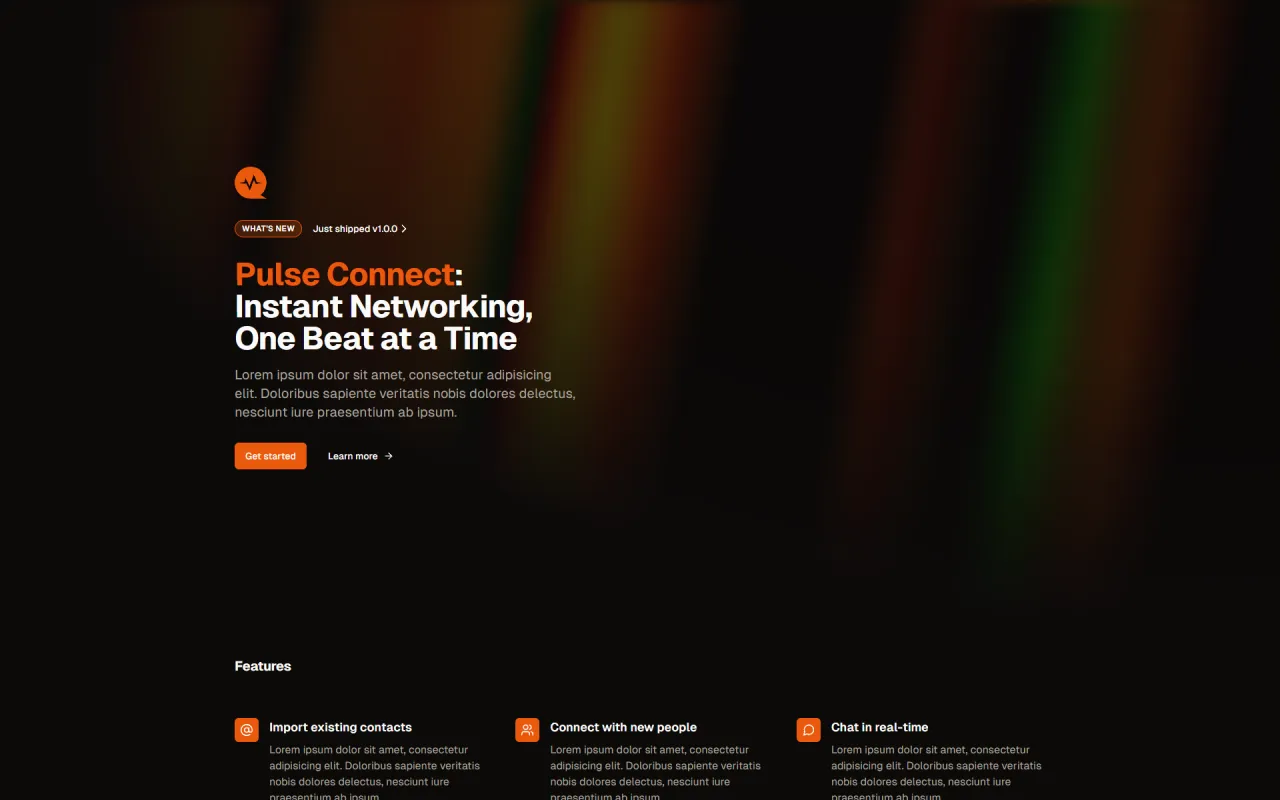 WHAT'S NEW
Just shipped v1.0.0
Pulse Connect:
Instant Networking,
One Beat at a Time
Lorem ipsum dolor sit amet, consectetur adipisicing
elit. Doloribus sapiente veritatis nobis dolores delectus,
nesciunt iure praesentium ab ipsum.
Get started
Learn more
Features
Import existing contacts
Lorem ipsum dolor sit amet, consectetur
adipisicing elit. Doloribus sapiente veritatis
nobis dolores delectus, nesciunt iure
praesentium ab ipsum.
Connect with new people
Lorem ipsum dolor sit amet, consectetur
adipisicing elit. Doloribus sapiente veritatis
nobis dolores delectus, nesciunt iure
praesentium ab ipsum.
Chat in real-time
Lorem ipsum dolor sit amet, consectetur
adipisicing elit. Doloribus sapiente veritatis
nobis dolores delectus, nesciunt iure
praesentium ab ipsum.